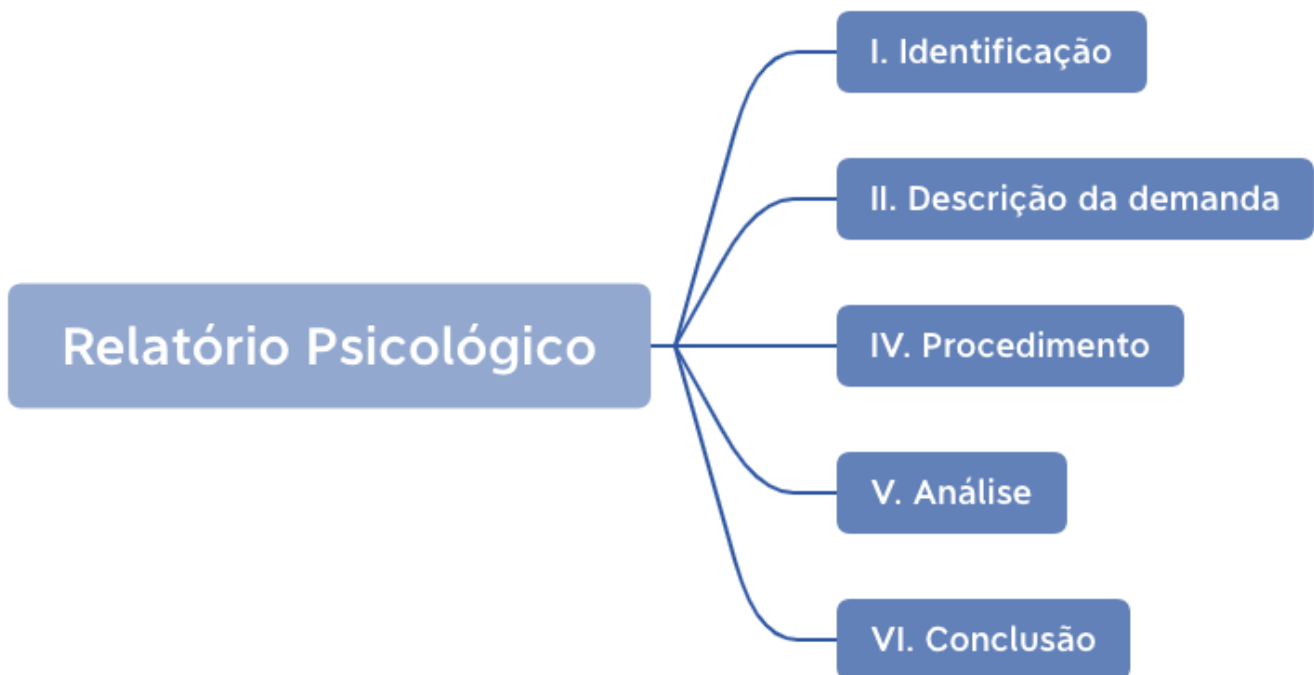 Relatório Psicológico
I. Identificação
II. Descrição da demanda
IV. Procedimento
V. Análise
VI. Conclusão